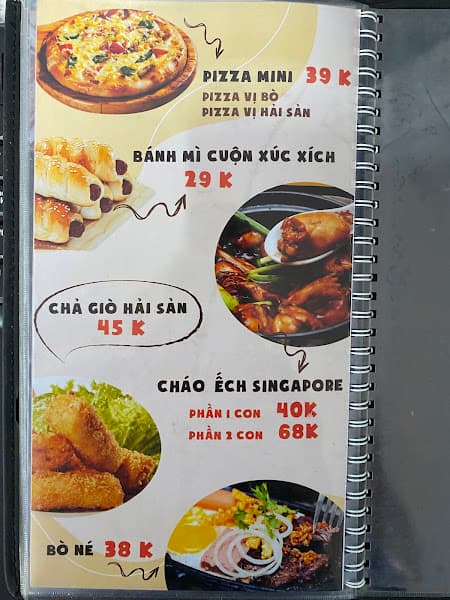 PIZZA MINI 39 K
PIZZA VỊ BÒ
PIZZA VỊ HẢI SẢN
BÁNH MÌ CUỘN XÚC XÍCH
29 K
CHẢ GIÒ HẢI SẢN
45 K
CHÁO ẾCH SINGAPORE
PHẦN 1 CON 40K
PHẦN 2 CON 68K
BÒ NÉ 38 K